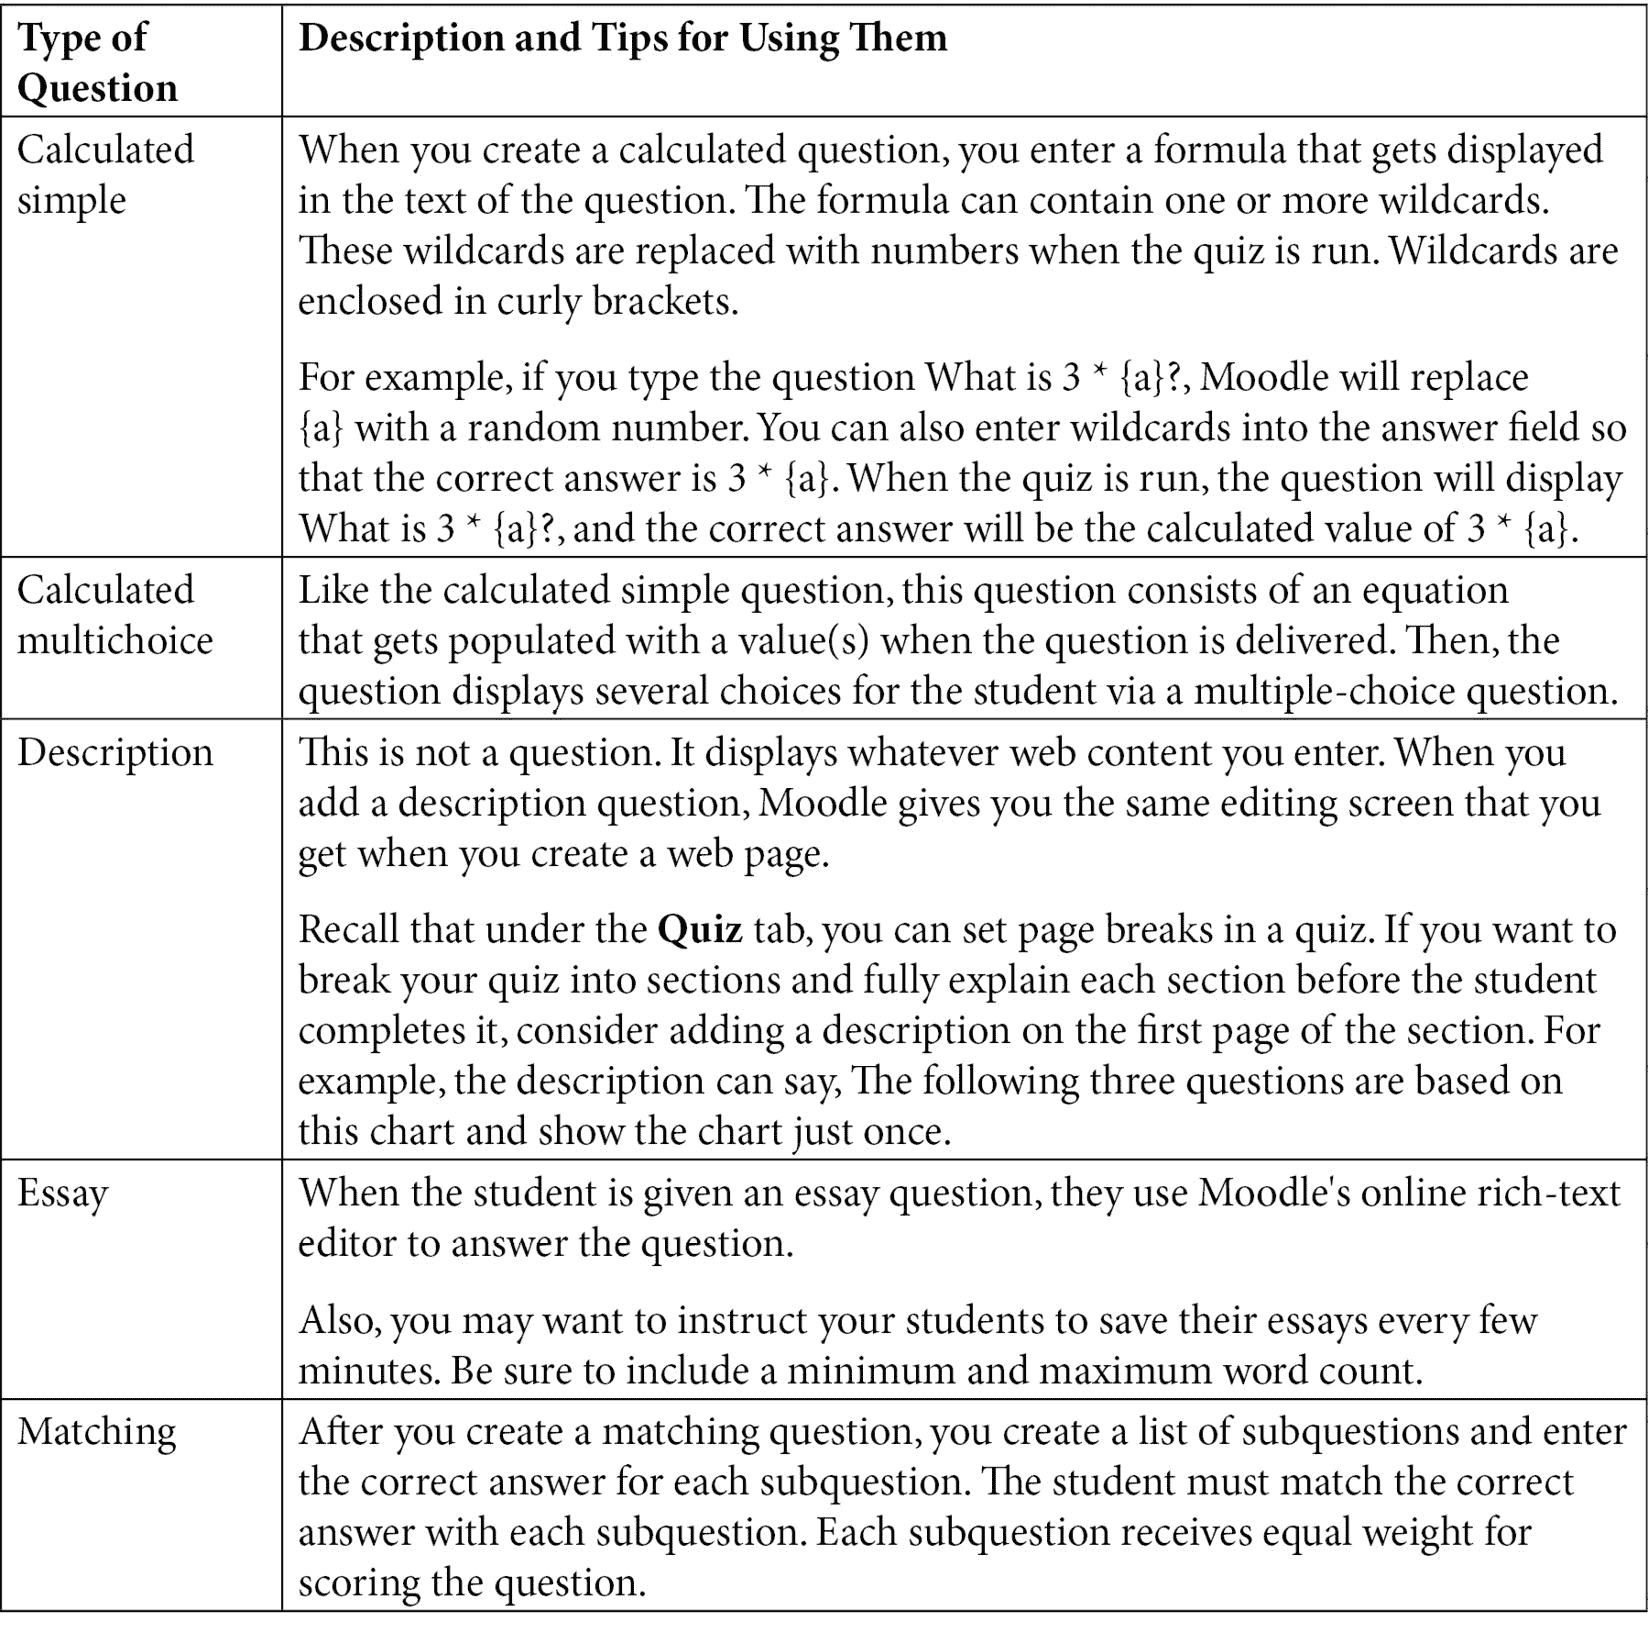 Type of Question
Description and Tips for Using Them
Calculated simple
When you create a calculated question, you enter a formula that gets displayed
in the text of the question. The formula can contain one or more wildcards.
These wildcards are replaced with numbers when the quiz is run. Wildcards are
enclosed in curly brackets.
For example, if you type the question What is 3 * {a}?, Moodle will replace
{a} with a random number. You can also enter wildcards into the answer field so
that the correct answer is 3 * {a}. When the quiz is run, the question will display
What is 3 * {a}?, and the correct answer will be the calculated value of 3 * {a}.
Calculated multichoice
Like the calculated simple question, this question consists of an equation
that gets populated with a value(s) when the question is delivered. Then, the
question displays several choices for the student via a multiple-choice question.
Description
This is not a question. It displays whatever web content you enter. When you
add a description question, Moodle gives you the same editing screen that you
get when you create a web page.
Recall that under the Quiz tab, you can set page breaks in a quiz. If you want to
break your quiz into sections and fully explain each section before the student
completes it, consider adding a description on the first page of the section. For
example, the description can say, The following three questions are based on
this chart and show the chart just once.
Essay
When the student is given an essay question, they use Moodle's online rich-text
editor to answer the question.
Also, you may want to instruct your students to save their essays every few
minutes. Be sure to include a minimum and maximum word count.
Matching
After you create a matching question, you create a list of subquestions and enter
the correct answer for each subquestion. The student must match the correct
answer with each subquestion. Each subquestion receives equal weight for
scoring the question.